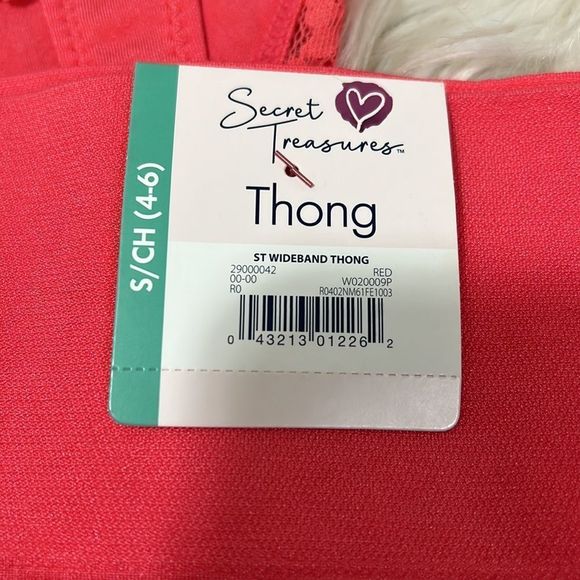 S/CH (4-6)
Secret
Treasures™
Thong
ST WIDEBAND THONG
29000042 RED
00-00 W020009P
R0 R0402NM61FE1003
0 43213 01226 2